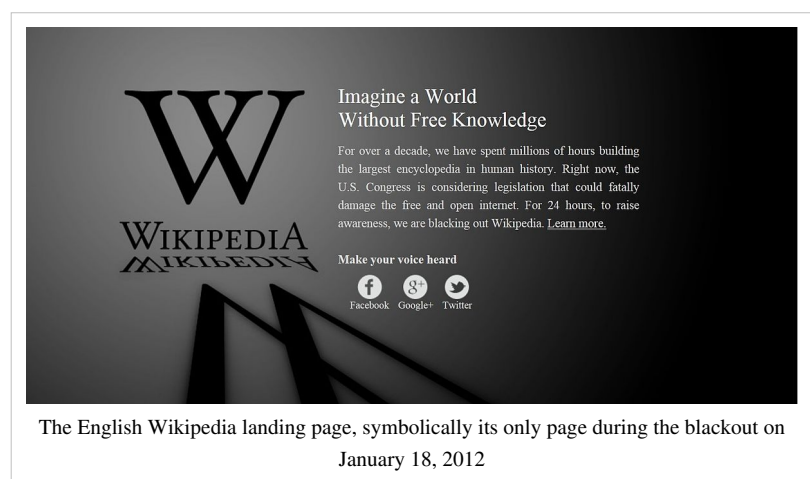 W
WIKIPEDIA
WIKIPEDIA
Imagine a World
Without Free Knowledge
For over a decade, we have spent millions of hours building
the largest encyclopedia in human history. Right now, the
U.S. Congress is considering legislation that could fatally
damage the free and open internet. For 24 hours, to raise
awareness, we are blacking out Wikipedia. Learn more.
Make your voice heard
f g+
Facebook Google+ Twitter
The English Wikipedia landing page, symbolically its only page during the blackout on
January 18, 2012